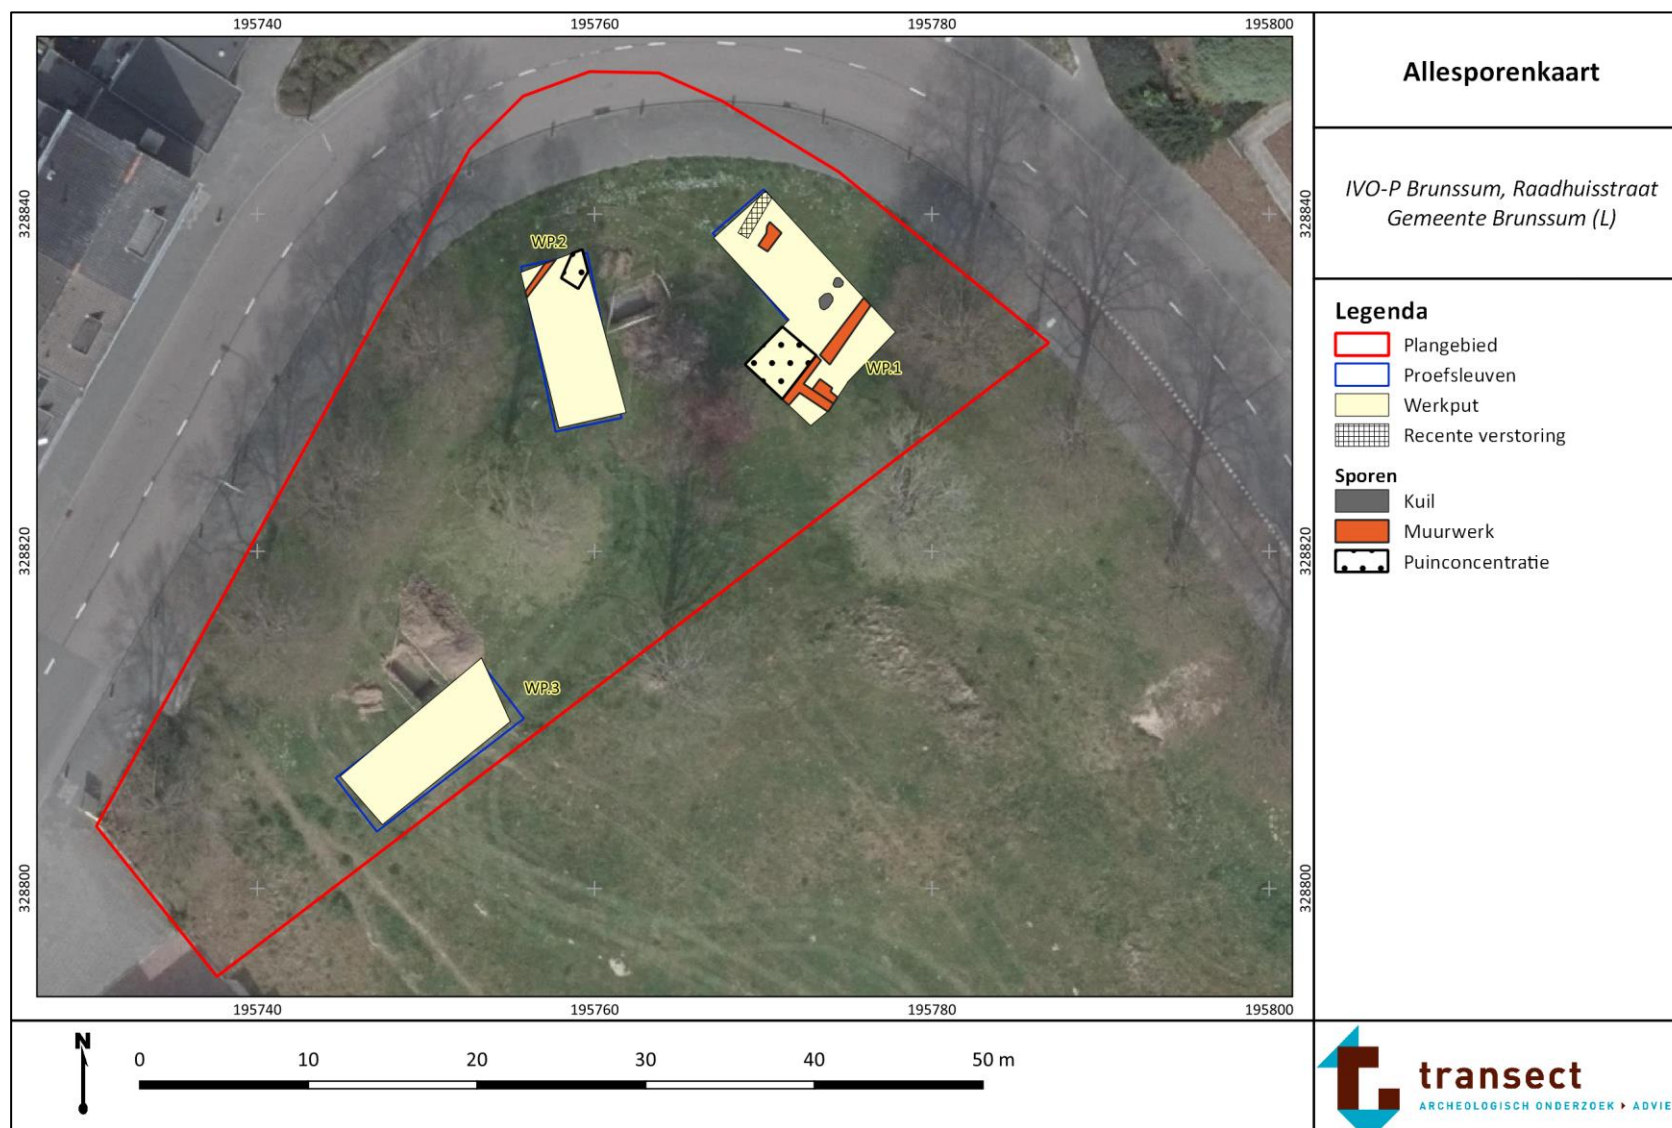 195740 195760 195780 195800
328840 328840
328820 328820
328800 328800
WP.2
WP.1
WP.3
195740 195760 195780 195800
N
0 10 20 30 40 50 m
Allesporenkaart
IVO-P Brunssum, Raadhuisstraat
Gemeente Brunssum (L)
Legenda
Plangebied
Proefsleuven
Werkput
Recente verstoring
Sporen
Kuil
Muurwerk
Puinconcentratie
transect
ARCHEOLOGISCH ONDERZOEK ADVIE